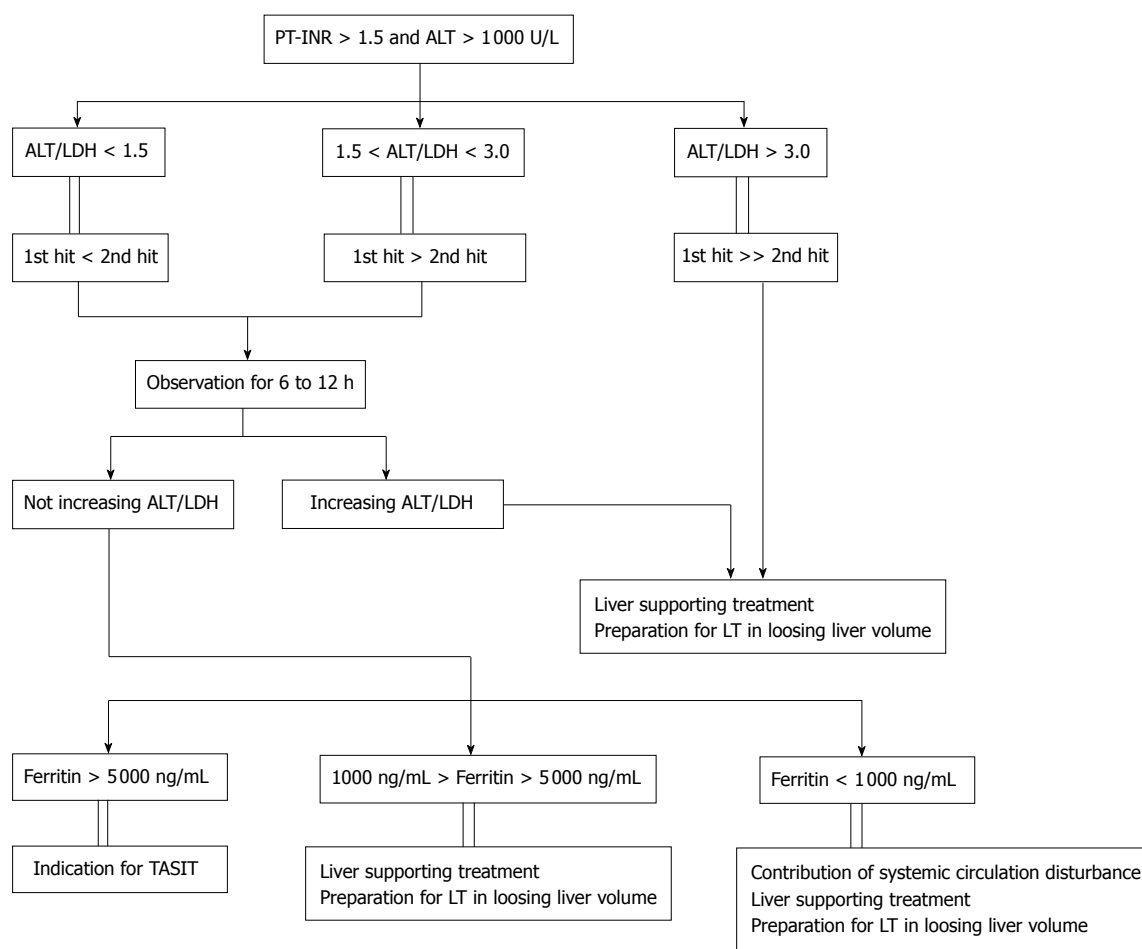 PT-INR > 1.5 and ALT > 1000 U/L
ALT/LDH < 1.5
1.5 < ALT/LDH < 3.0
ALT/LDH > 3.0
1st hit < 2nd hit
1st hit > 2nd hit
1st hit >> 2nd hit
Observation for 6 to 12 h
Not increasing ALT/LDH
Increasing ALT/LDH
Liver supporting treatment
Preparation for LT in loosing liver volume
Ferritin > 5000 ng/mL
1000 ng/mL > Ferritin > 5000 ng/mL
Ferritin < 1000 ng/mL
Indication for TASIT
Liver supporting treatment
Preparation for LT in loosing liver volume
Contribution of systemic circulation disturbance
Liver supporting treatment
Preparation for LT in loosing liver volume